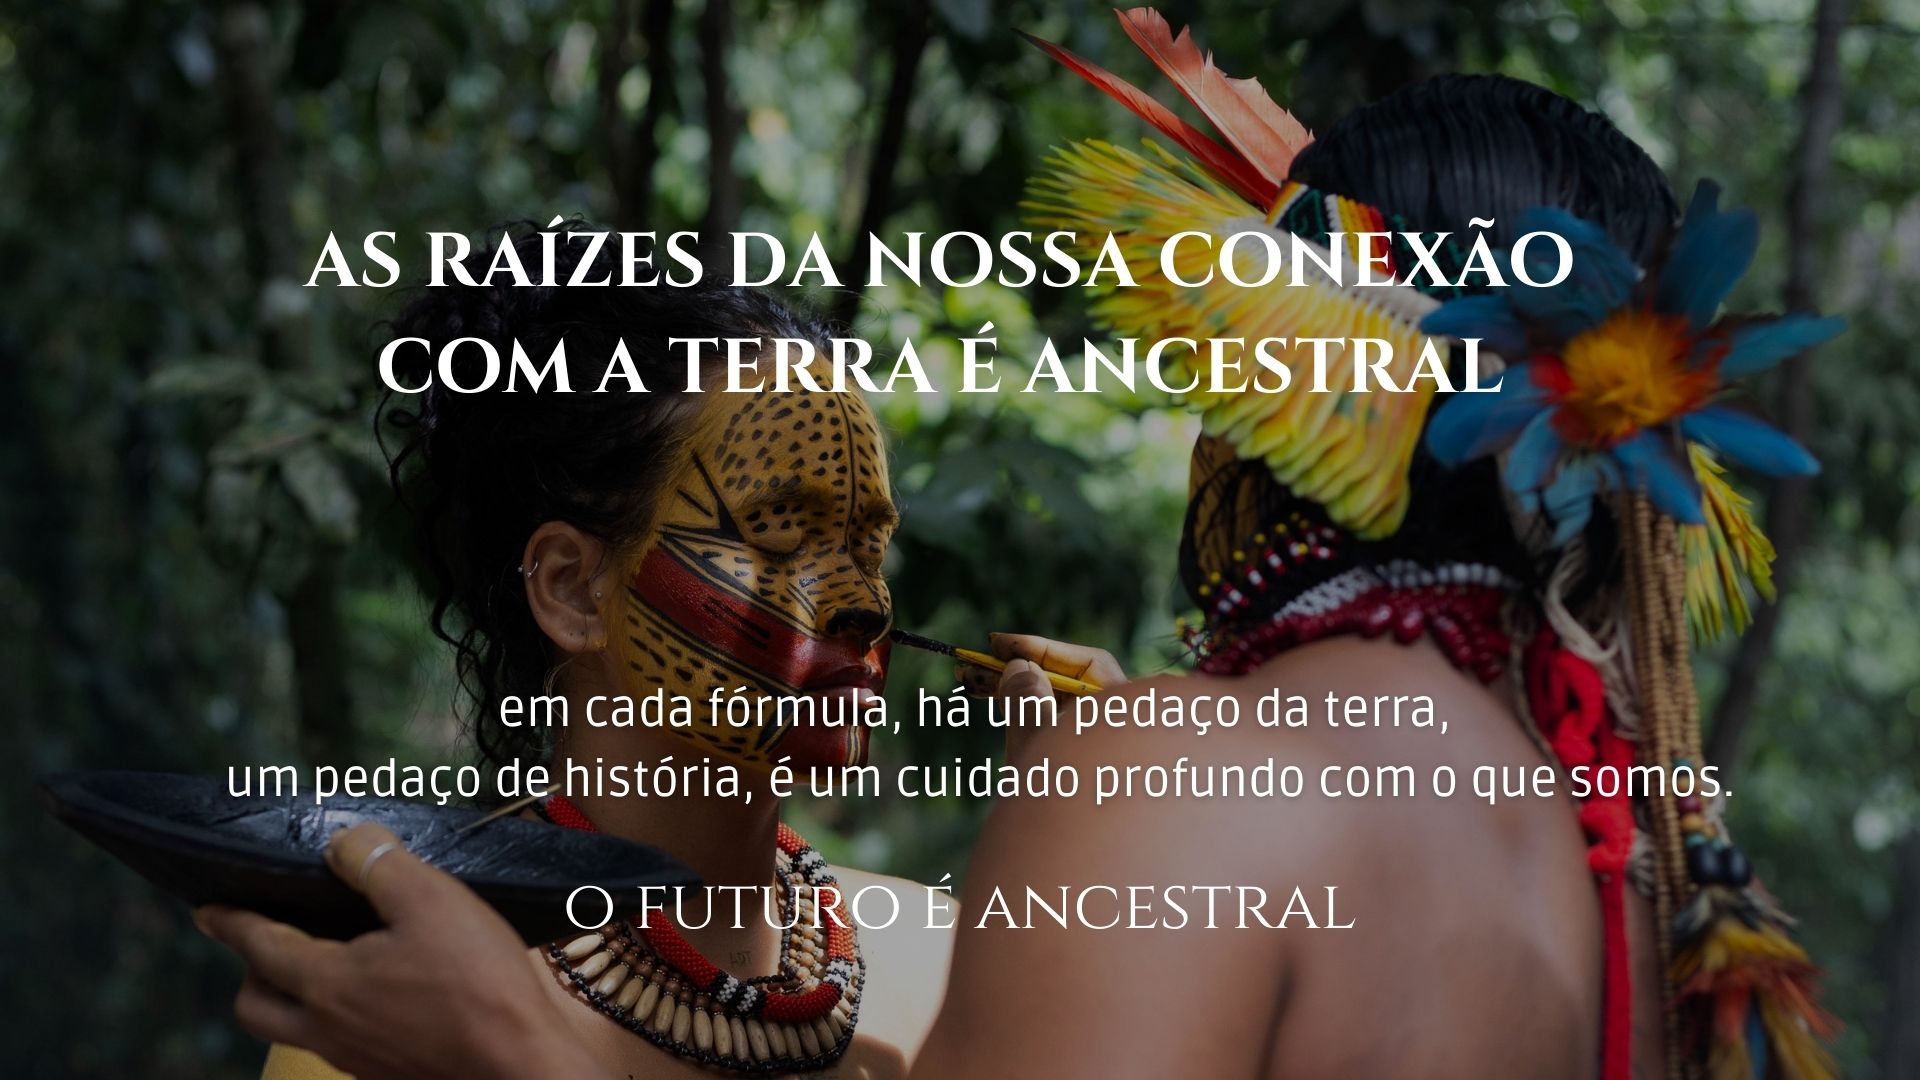 AS RAÍZES DA NOSSA CONEXÃO
COM A TERRA É ANCESTRAL
em cada fórmula, há um pedaço da terra,
um pedaço de história, é um cuidado profundo com o que somos.
O FUTURO É ANCESTRAL